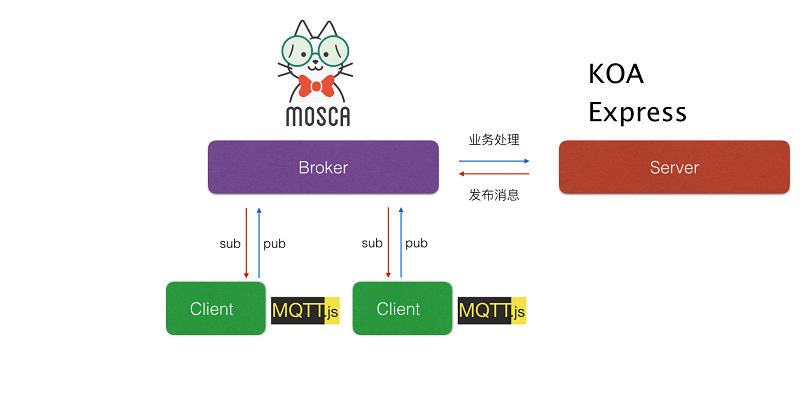 MOSCA
KOA
Express
Broker
业务处理
发布消息
Server
sub
pub
sub
pub
Client
MQTT.js
Client
MQTT.js